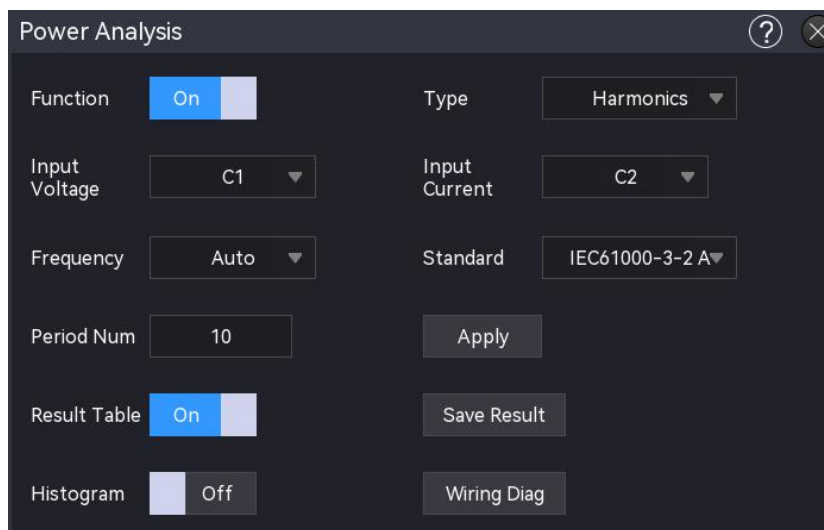 Power Analysis ?
Function On Type Harmonics
Input Voltage C1 Input Current C2
Frequency Auto Standard IEC61000-3-2 A
Period Num 10 Apply
Result Table On Save Result
Histogram Off Wiring Diag